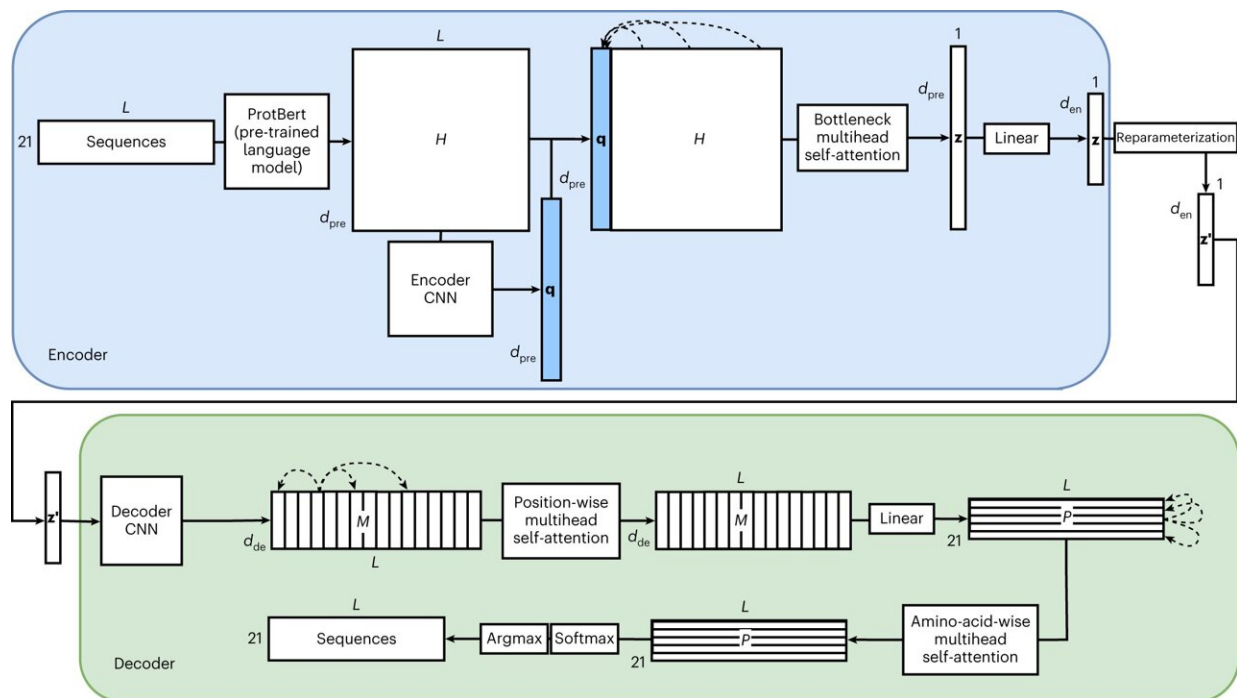 L
21
Sequences
ProtBert
(pre-trained
language
model)
L
H
d_pre
Encoder
CNN
q
d_pre
d_pre
q
H
Bottleneck
multihead
self-attention
1
d_pre
z
Linear
1
d_en
z
Reparameterization
1
d_en
z'
Encoder
z'
Decoder
CNN
M
d_de
L
Position-wise
multihead
self-attention
L
M
d_de
Linear
L
P
21
Amino-acid-wise
multihead
self-attention
L
P
21
Softmax
Argmax
L
21
Sequences
Decoder